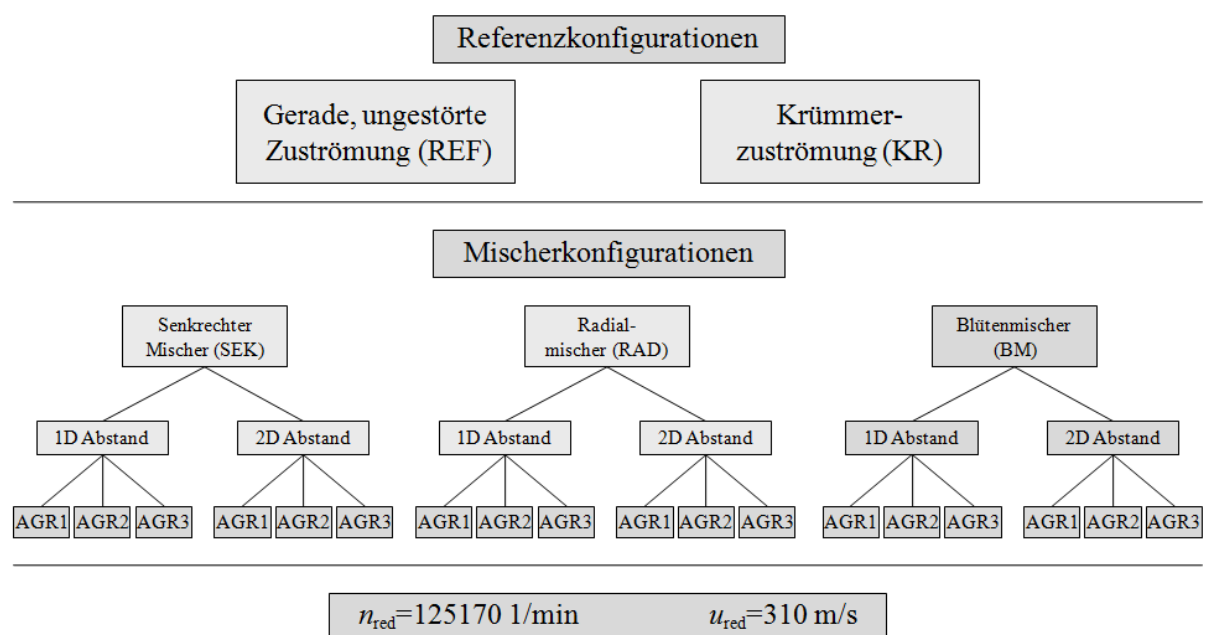 Referenzkonfigurationen
Gerade, ungestörte
Zuströmung (REF)
Krümmer-
zuströmung (KR)
Mischerkonfigurationen
Senkrechter
Mischer (SEK)
Radial-
mischer (RAD)
Blütenmischer
(BM)
1D Abstand
2D Abstand
1D Abstand
2D Abstand
1D Abstand
2D Abstand
AGR1 AGR2 AGR3
AGR1 AGR2 AGR3
AGR1 AGR2 AGR3
AGR1 AGR2 AGR3
AGR1 AGR2 AGR3
AGR1 AGR2 AGR3
n_red=125170 1/min u_red=310 m/s